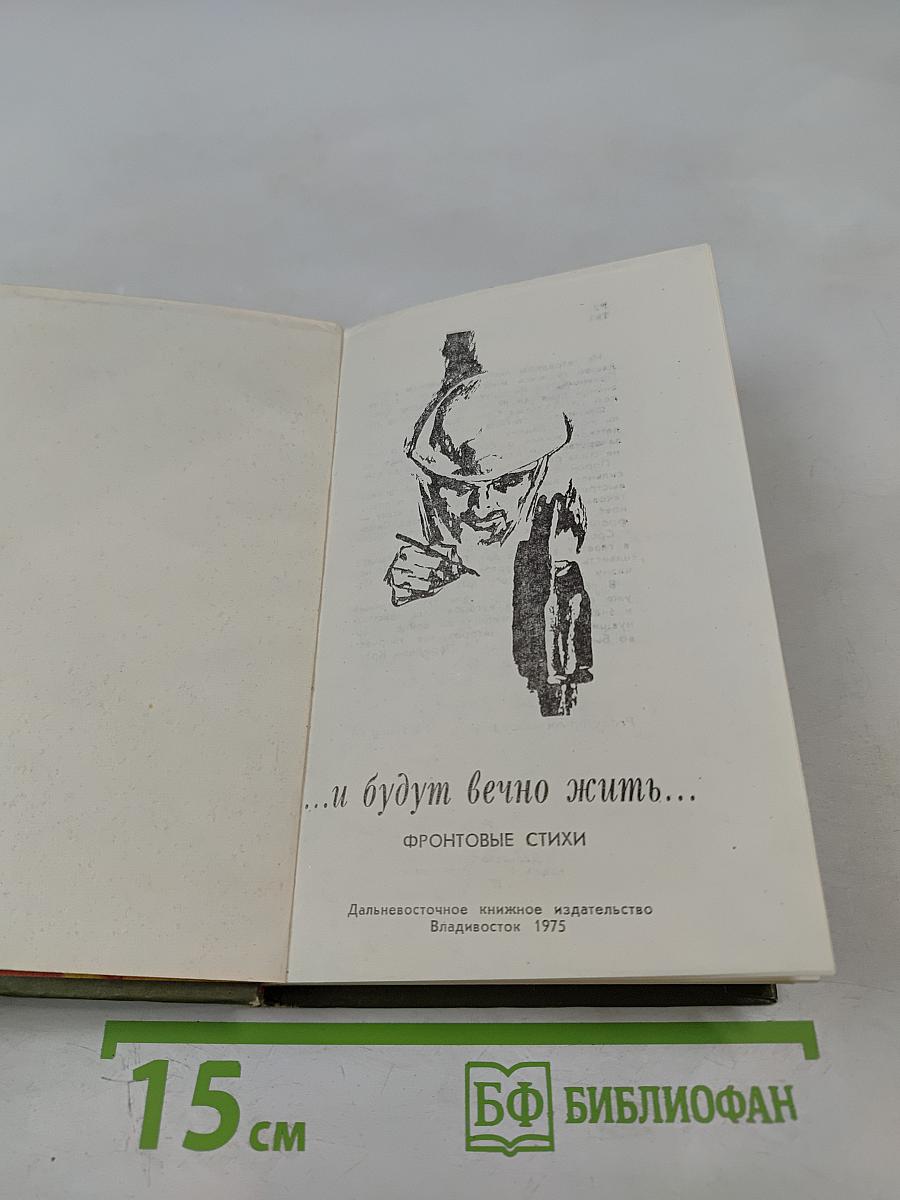 ...и будут вечно жить...
ФРОНТОВЫЕ СТИХИ
Дальневосточное книжное издательство
Владивосток 1975
15 см
БФ БИБЛИОФАН